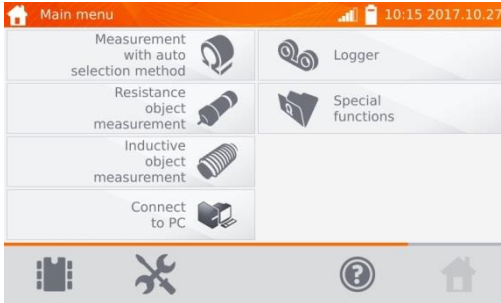 Main menu
10:15 2017.10.27
Measurement
with auto
selection method
Logger
Resistance
object
measurement
Special
functions
Inductive
object
measurement
Connect
to PC